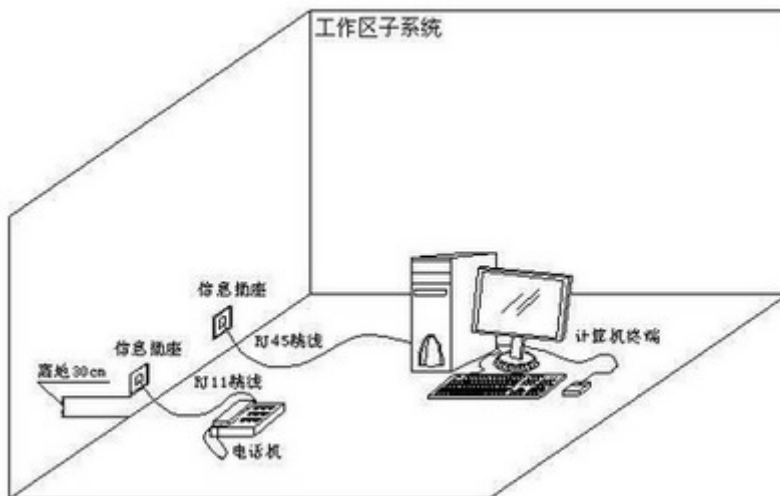 工作区子系统
信息插座
RJ45跳线
信息插座
计算机终端
离地30cm
RJ11跳线
电话机